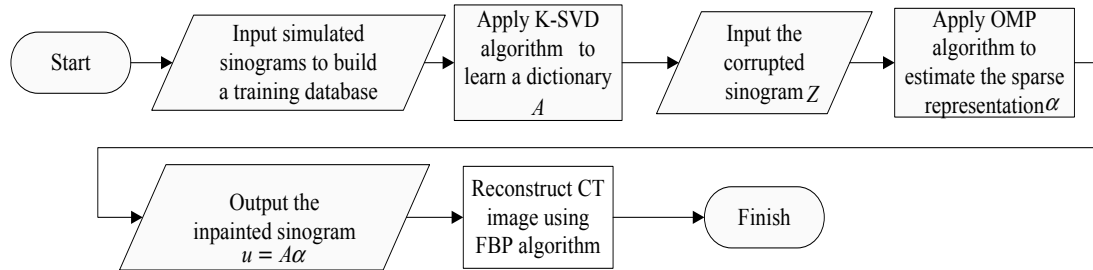 Start
Input simulated
sinograms to build
a training database
Apply K-SVD
algorithm to
learn a dictionary
A
Input the
corrupted
sinogram Z
Apply OMP
algorithm to
estimate the sparse
representation α
Output the
inpainted sinogram
u = Aα
Reconstruct CT
image using
FBP algorithm
Finish